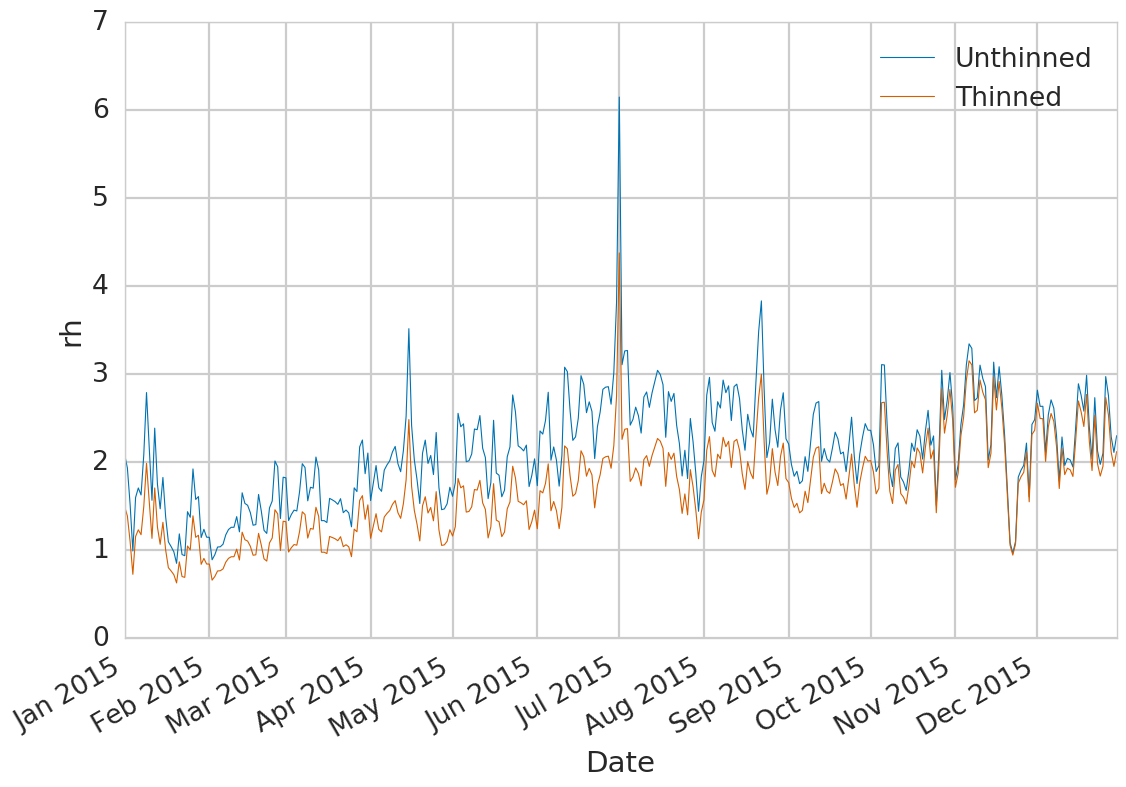 7
6
5
4
3
2
1
0
rh
Unthinned
Thinned
Jan 2015
Feb 2015
Mar 2015
Apr 2015
May 2015
Jun 2015
Jul 2015
Aug 2015
Sep 2015
Oct 2015
Nov 2015
Dec 2015
Date